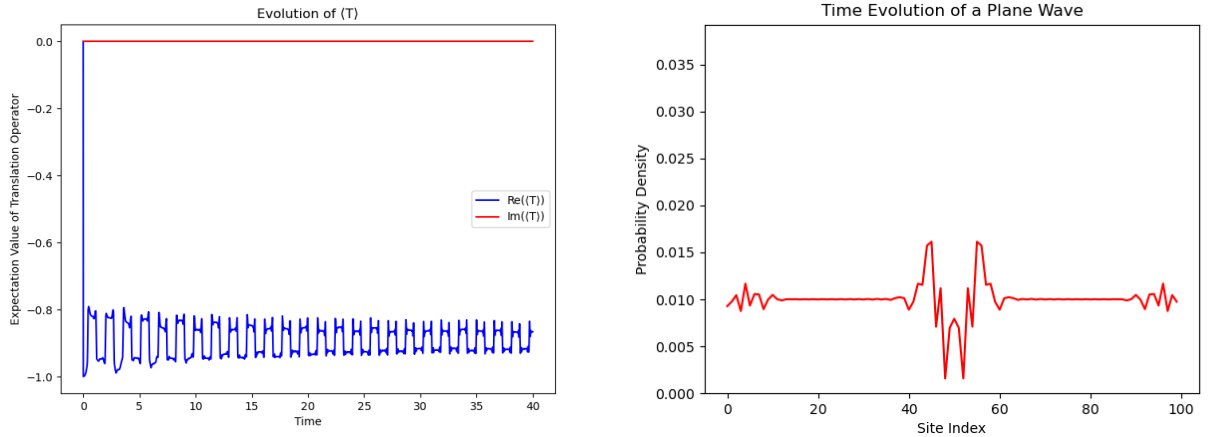 Evolution of ⟨T⟩
Expectation Value of Translation Operator
0.0
−0.2
−0.4
−0.6
−0.8
−1.0
Re(⟨T⟩)
Im(⟨T⟩)
0 5 10 15 20 25 30 35 40
Time
Time Evolution of a Plane Wave
Probability Density
0.035
0.030
0.025
0.020
0.015
0.010
0.005
0.000
0 20 40 60 80 100
Site Index